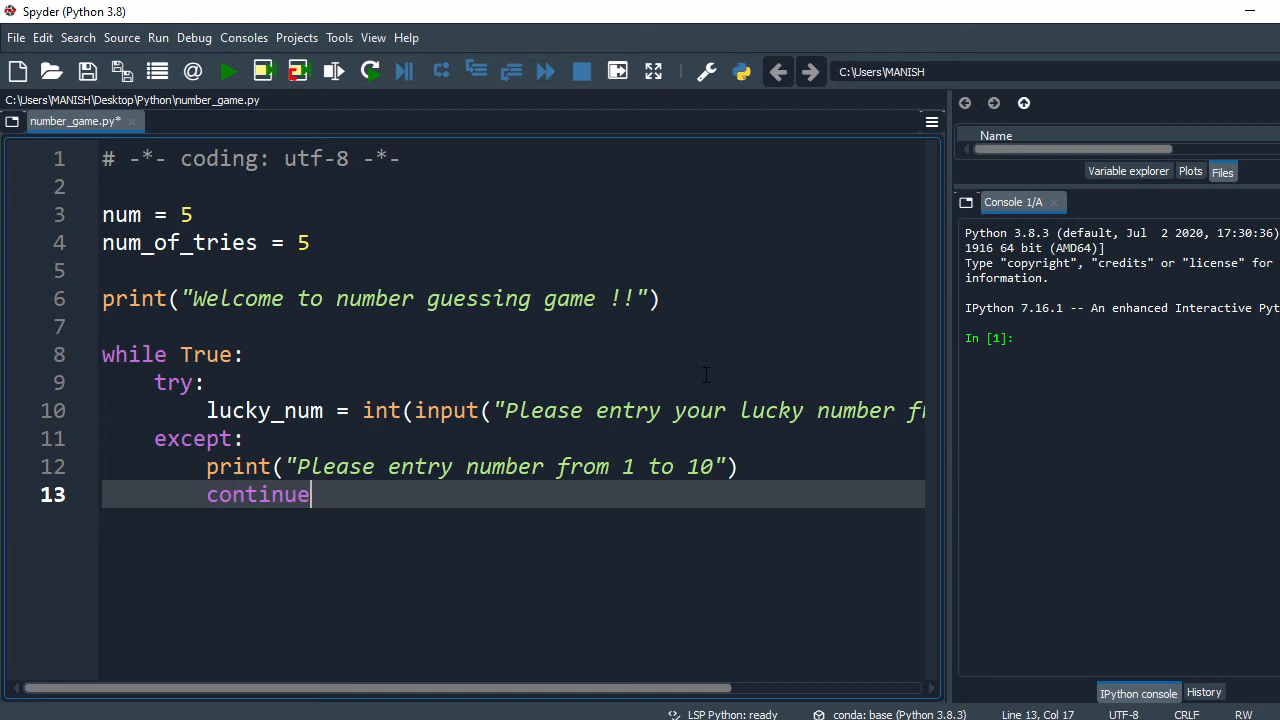 Spyder (Python 3.8)
File Edit Search Source Run Debug Consoles Projects Tools View Help
C:\Users\MANISH
C:\Users\MANISH\Desktop\Python\number_game.py
number_game.py*
1 # -*- coding: utf-8 -*-
2
3 num = 5
4 num_of_tries = 5
5
6 print("Welcome to number guessing game !!")
7
8 while True:
9 try:
10 lucky_num = int(input("Please entry your lucky number fr
11 except:
12 print("Please entry number from 1 to 10")
13 continue
Name
Variable explorer Plots Files
Console 1/A
Python 3.8.3 (default, Jul 2 2020, 17:30:36)
1916 64 bit (AMD64)]
Type "copyright", "credits" or "license" for
information.
IPython 7.16.1 -- An enhanced Interactive Pyt
In [1]:
IPython console History
LSP Python: ready conda: base (Python 3.8.3) Line 13, Col 17 UTF-8 CRLF RW